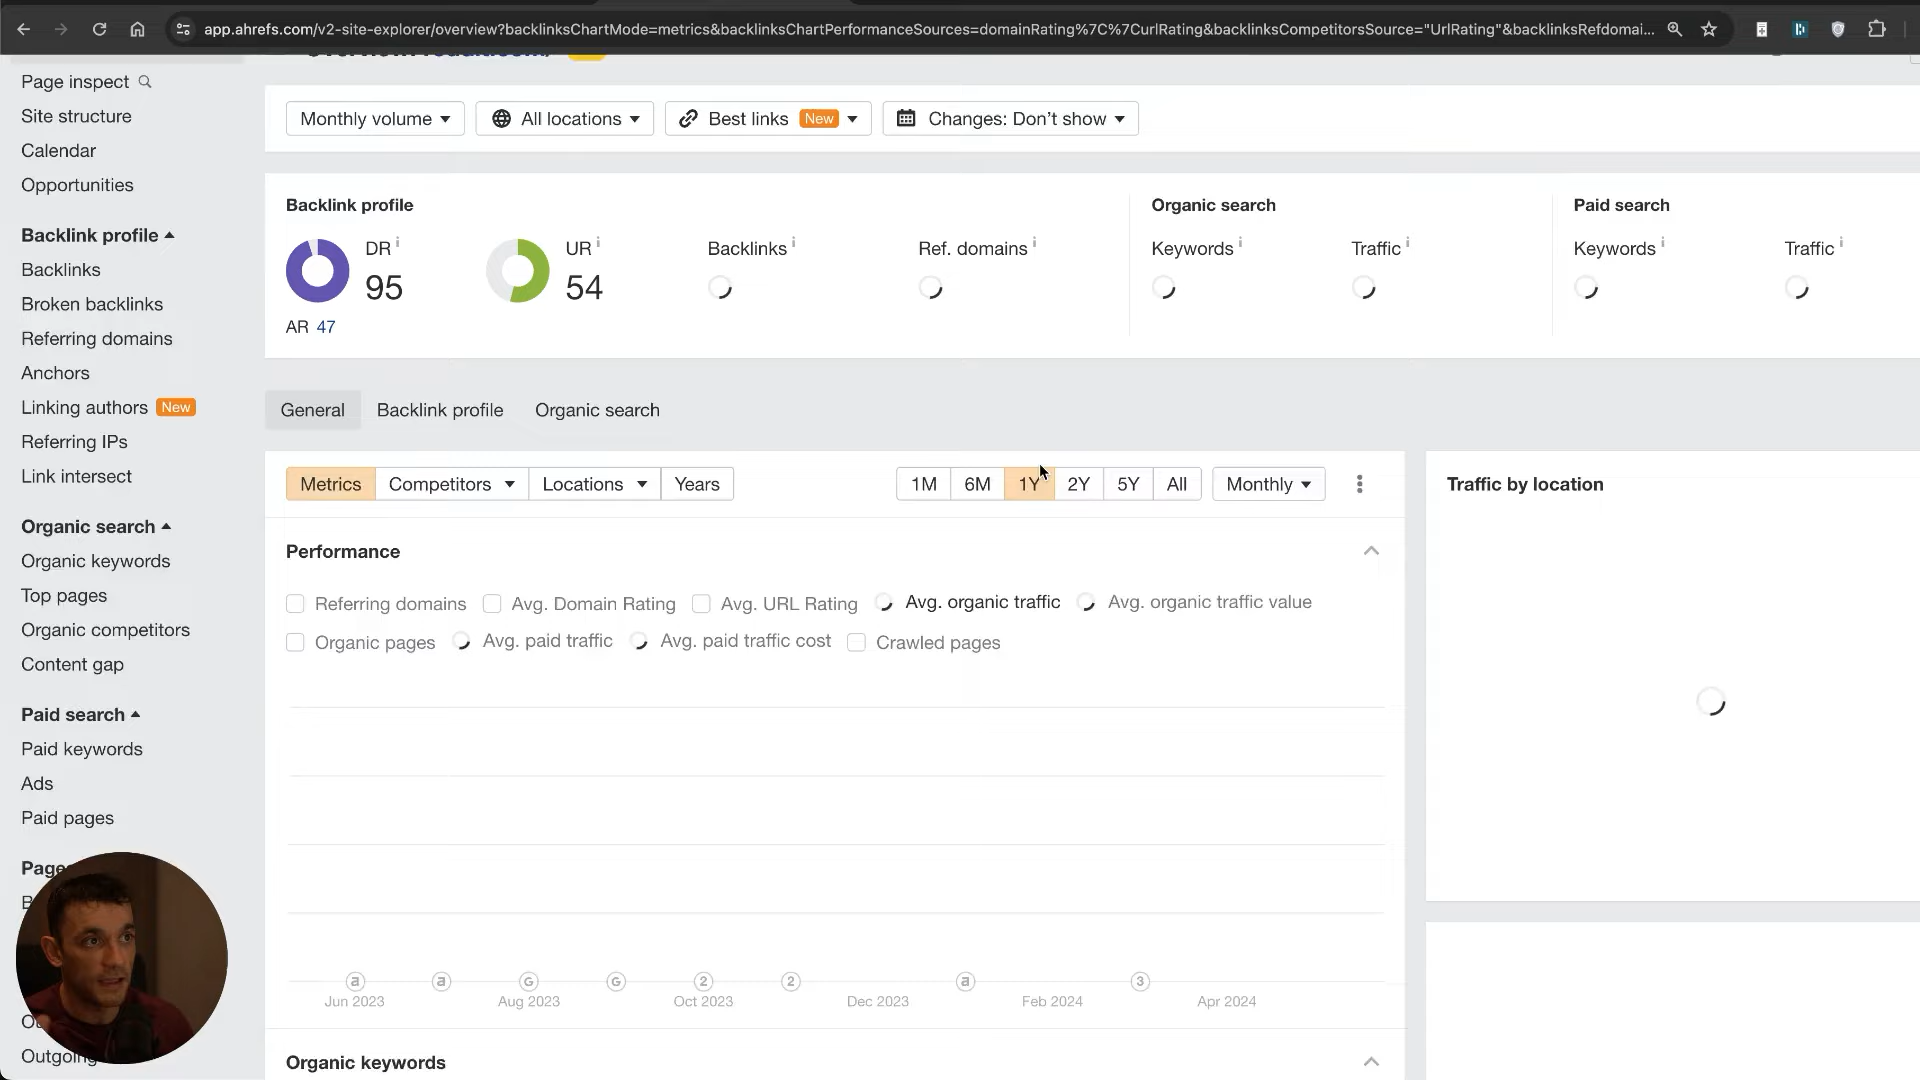 app.ahrefs.com/v2-site-explorer/overview?backlinksChartMode=metrics&backlinksChartPerformanceSources=domainRating%7C%7CurlRating&backlinksCompetitorsSource="UrlRating"&backlinksRefdomai...
Page inspect
Site structure
Calendar
Opportunities
Backlink profile
Backlinks
Broken backlinks
Referring domains
Anchors
Linking authors New
Referring IPs
Link intersect
Organic search
Organic keywords
Top pages
Organic competitors
Content gap
Paid search
Paid keywords
Ads
Paid pages
Outgoing
Monthly volume
All locations
Best links New
Changes: Don't show
Backlink profile
DR
95
AR 47
UR
54
Backlinks
Ref. domains
Organic search
Keywords
Traffic
Paid search
Keywords
Traffic
General Backlink profile Organic search
Metrics Competitors Locations Years
1M 6M 1Y 2Y 5Y All Monthly
Performance
Referring domains Avg. Domain Rating Avg. URL Rating Avg. organic traffic Avg. organic traffic value
Organic pages Avg. paid traffic Avg. paid traffic cost Crawled pages
a a G G 2 2 a 3
Jun 2023 Aug 2023 Oct 2023 Dec 2023 Feb 2024 Apr 2024
Organic keywords
Traffic by location